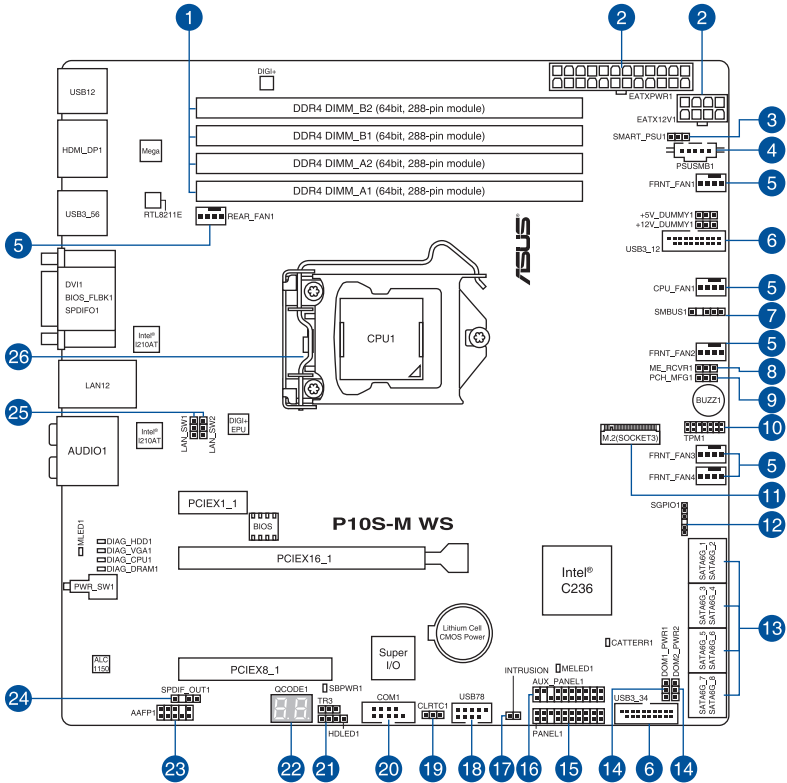 1
2
2
DIGI+
USB12
EATXPWR1
DDR4 DIMM_B2 (64bit, 288-pin module)
EATX12V1
3
SMART_PSU1
DDR4 DIMM_B1 (64bit, 288-pin module)
HDMI_DP1
Mega
4
PSUSMB1
DDR4 DIMM_A2 (64bit, 288-pin module)
FRNT_FAN1
5
DDR4 DIMM_A1 (64bit, 288-pin module)
RTL8211E
USB3_56
REAR_FAN1
+5V_DUMMY1
+12V_DUMMY1
5
6
USB3_12
ASUS
DVI1
BIOS_FLBK1
SPDIFO1
CPU_FAN1
5
SMBUS1
7
Intel®
I210AT
CPU1
5
FRNT_FAN2
26
ME_RCVR1
8
PCH_MFG1
9
LAN12
BUZZ1
25
LAN_SW1
LAN_SW2
DIGI+
EPU
Intel®
I210AT
M.2(SOCKET3)
TPM1
10
AUDIO1
FRNT_FAN3
5
FRNT_FAN4
11
PCIEX1_1
SGPIO1
BIOS
P10S-M WS
12
MLED1
DIAG_HDD1
DIAG_VGA1
DIAG_CPU1
DIAG_DRAM1
PCIEX16_1
SATA6G_1
SATA6G_2
Intel®
C236
PWR_SW1
SATA6G_3
SATA6G_4
13
Lithium Cell
CMOS Power
CATTERR1
SATA6G_5
SATA6G_6
ALC
1150
Super
I/O
DOM1_PWR1
DOM2_PWR2
PCIEX8_1
INTRUSION
MELED1
SATA6G_7
SATA6G_8
24
SPDIF_OUT1
QCODE1
SBPWR1
AUX_PANEL1
TR3
COM1
CLRTC1
USB78
USB3_34
AAFP1
HDLED1
PANEL1
23
22
21
20
19
18
17
16
15
14
6
14